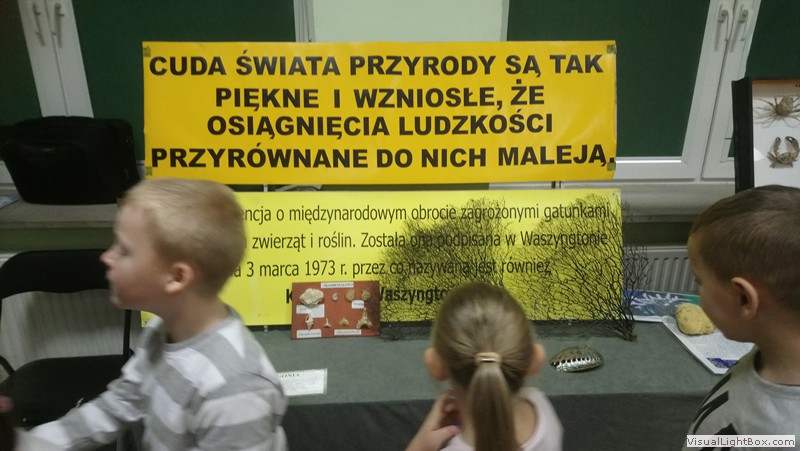 CUDA ŚWIATA PRZYRODY SĄ TAK
PIĘKNE I WZNIOSŁE, ŻE
OSIĄGNIĘCIA LUDZKOŚCI
PRZYRÓWNANE DO NICH MALEJĄ.
encja o międzynarodowym obrocie zagrożonymi gatunkami
zwierząt i roślin. Została ona podpisana w Waszyngtonie
3 marca 1973 r. przez co nazywana jest również
K Waszyngto
VisualLightBox.com